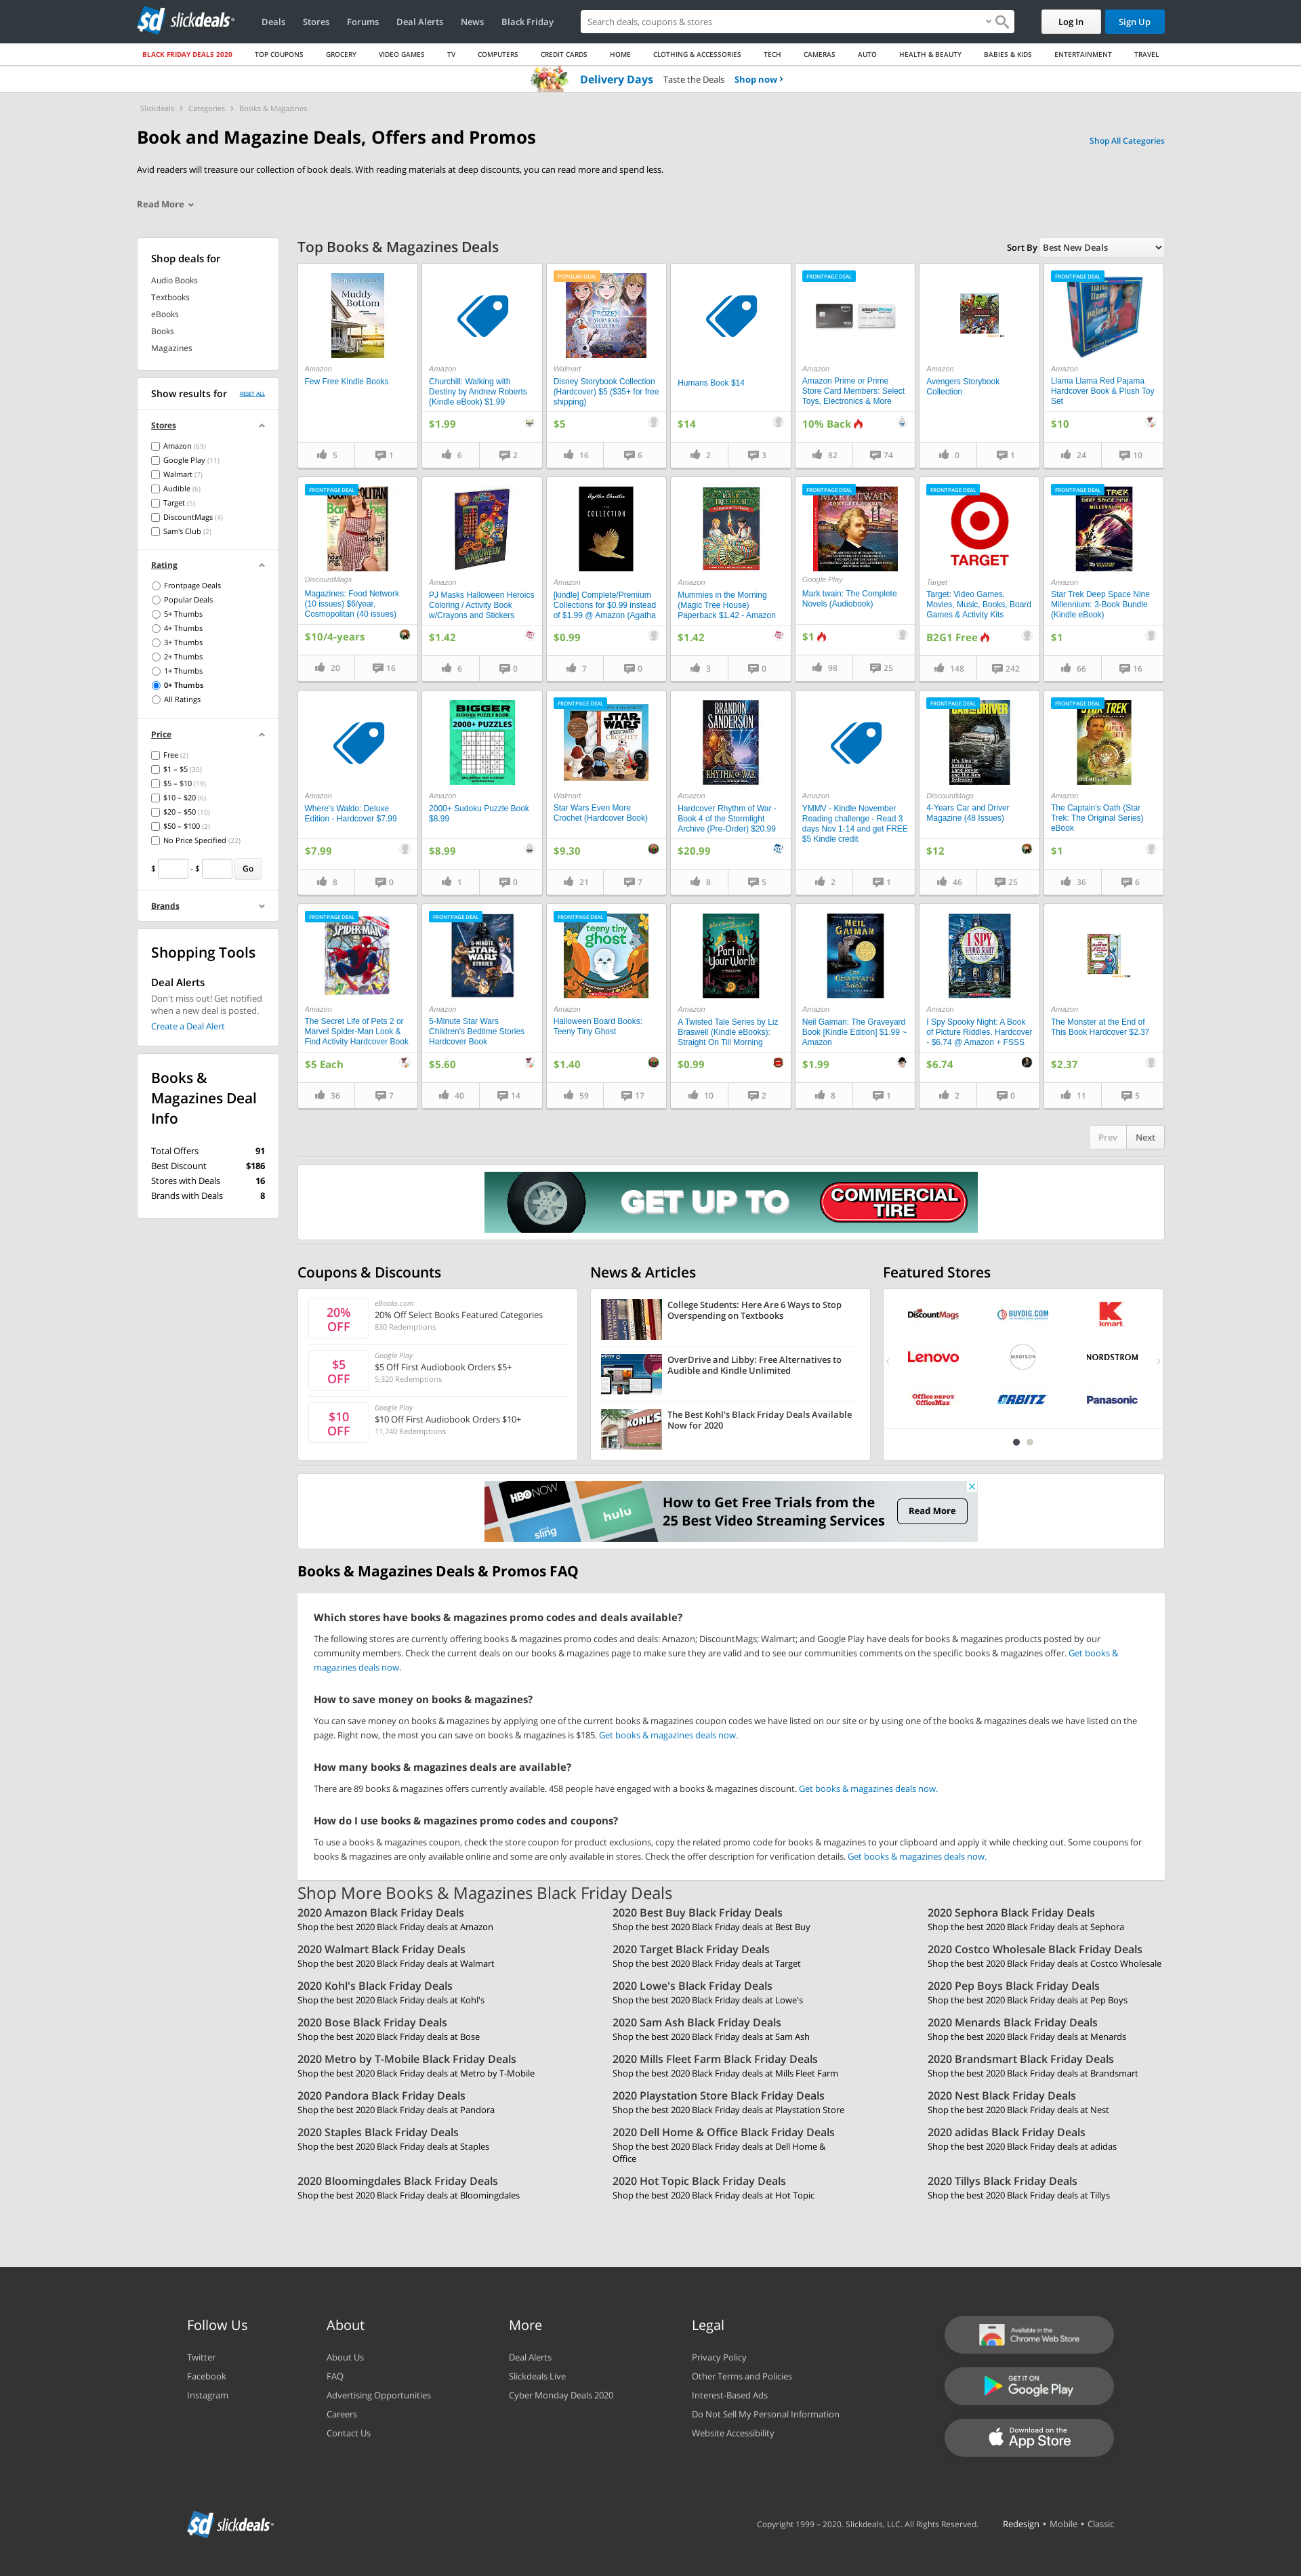 slickdeals
Deals Stores Forums Deal Alerts News Black Friday
Search deals, coupons & stores
Log In Sign Up
BLACK FRIDAY DEALS 2020 TOP COUPONS GROCERY VIDEO GAMES TV COMPUTERS CREDIT CARDS HOME CLOTHING & ACCESSORIES TECH CAMERAS AUTO HEALTH & BEAUTY BABIES & KIDS ENTERTAINMENT TRAVEL
Delivery Days Taste the Deals Shop now ›
Slickdeals > Categories > Books & Magazines
Book and Magazine Deals, Offers and Promos
Shop All Categories
Avid readers will treasure our collection of book deals. With reading materials at deep discounts, you can read more and spend less.
Read More
Shop deals for
Audio Books
Textbooks
eBooks
Books
Magazines
Show results for RESET ALL
Stores
Amazon (69)
Google Play (11)
Walmart (7)
Audible (6)
Target (5)
DiscountMags (4)
Sam's Club (2)
Rating
Frontpage Deals
Popular Deals
5+ Thumbs
4+ Thumbs
3+ Thumbs
2+ Thumbs
1+ Thumbs
0+ Thumbs
All Ratings
Price
Free (2)
$1 – $5 (30)
$5 – $10 (19)
$10 – $20 (6)
$20 – $50 (10)
$50 – $100 (2)
No Price Specified (22)
$ - $ Go
Brands
Shopping Tools
Deal Alerts
Don't miss out! Get notified
when a new deal is posted.
Create a Deal Alert
Books &
Magazines Deal
Info
Total Offers 91
Best Discount $186
Stores with Deals 16
Brands with Deals 8
Top Books & Magazines Deals
Sort By Best New Deals
Muddy Bottom
Amazon
Few Free Kindle Books
5 1
Amazon
Churchill: Walking with
Destiny by Andrew Roberts
(Kindle eBook) $1.99
$1.99
6 2
POPULAR DEAL
FROZEN
STORYBOOK COLLECTION
Walmart
Disney Storybook Collection
(Hardcover) $5 ($35+ for free
shipping)
$5
16 6
Humans Book $14
$14
2 3
FRONTPAGE DEAL
Amazon
Amazon Prime or Prime
Store Card Members: Select
Toys, Electronics & More
10% Back
82 74
Amazon
Avengers Storybook
Collection
0 1
FRONTPAGE DEAL
llama llama red pajama
Amazon
Llama Llama Red Pajama
Hardcover Book & Plush Toy
Set
$10
24 10
FRONTPAGE DEAL
COSMOPOLITAN
DiscountMags
Magazines: Food Network
(10 issues) $6/year,
Cosmopolitan (40 issues)
$10/4-years
20 16
HALLOWEEN
Amazon
PJ Masks Halloween Heroics
Coloring / Activity Book
w/Crayons and Stickers
$1.42
6 0
Agatha Christie
COLLECTION
Amazon
[kindle] Complete/Premium
Collections for $0.99 instead
of $1.99 @ Amazon (Agatha
$0.99
7 0
MAGIC TREE HOUSE
Amazon
Mummies in the Morning
(Magic Tree House)
Paperback $1.42 - Amazon
$1.42
3 0
FRONTPAGE DEAL
MARK TWAIN
Google Play
Mark twain: The Complete
Novels (Audiobook)
$1
98 25
FRONTPAGE DEAL
TARGET
Target
Target: Video Games,
Movies, Music, Books, Board
Games & Activity Kits
B2G1 Free
148 242
FRONTPAGE DEAL
STAR TREK
DEEP SPACE NINE
MILLENNIUM
Amazon
Star Trek Deep Space Nine
Millennium: 3-Book Bundle
(Kindle eBook)
$1
66 16
Amazon
Where's Waldo: Deluxe
Edition - Hardcover $7.99
$7.99
8 0
BIGGER
SUDOKU PUZZLE BOOK
2000+ PUZZLES
Amazon
2000+ Sudoku Puzzle Book
$8.99
$8.99
1 0
FRONTPAGE DEAL
STAR WARS
CROCHET
Walmart
Star Wars Even More
Crochet (Hardcover Book)
$9.30
21 7
BRANDON
SANDERSON
RHYTHM OF WAR
Amazon
Hardcover Rhythm of War -
Book 4 of the Stormlight
Archive (Pre-Order) $20.99
$20.99
8 5
Amazon
YMMV - Kindle November
Reading challenge - Read 3
days Nov 1-14 and get FREE
$5 Kindle credit
2 1
FRONTPAGE DEAL
CAR AND DRIVER
DiscountMags
4-Years Car and Driver
Magazine (48 Issues)
$12
46 25
FRONTPAGE DEAL
STAR TREK
Amazon
The Captain's Oath (Star
Trek: The Original Series)
eBook
$1
36 6
FRONTPAGE DEAL
SPIDER-MAN
Amazon
The Secret Life of Pets 2 or
Marvel Spider-Man Look &
Find Activity Hardcover Book
$5 Each
36 7
FRONTPAGE DEAL
5-MINUTE
STAR WARS
STORIES
Amazon
5-Minute Star Wars
Children's Bedtime Stories
Hardcover Book
$5.60
40 14
FRONTPAGE DEAL
teeny tiny
ghost
Amazon
Halloween Board Books:
Teeny Tiny Ghost
$1.40
59 17
Part of
Your World
Amazon
A Twisted Tale Series by Liz
Braswell (Kindle eBooks):
Straight On Till Morning
$0.99
10 2
NEIL
GAIMAN
The Graveyard Book
Amazon
Neil Gaiman: The Graveyard
Book [Kindle Edition] $1.99 ~
Amazon
$1.99
8 1
I SPY
SPOOKY NIGHT
Amazon
I Spy Spooky Night: A Book
of Picture Riddles, Hardcover
- $6.74 @ Amazon + FSSS
$6.74
2 0
Amazon
The Monster at the End of
This Book Hardcover $2.37
$2.37
11 5
Prev Next
GET UP TO COMMERCIAL TIRE
Coupons & Discounts
20% OFF
eBooks.com
20% Off Select Books Featured Categories
830 Redemptions
$5 OFF
Google Play
$5 Off First Audiobook Orders $5+
5,320 Redemptions
$10 OFF
Google Play
$10 Off First Audiobook Orders $10+
11,740 Redemptions
News & Articles
College Students: Here Are 6 Ways to Stop
Overspending on Textbooks
OverDrive and Libby: Free Alternatives to
Audible and Kindle Unlimited
KOHL'S
The Best Kohl's Black Friday Deals Available
Now for 2020
Featured Stores
DiscountMags BUYDIG.COM kmart
Lenovo MADISON NORDSTROM
Office DEPOT OfficeMax ORBITZ Panasonic
HBO NOW
sling
hulu
How to Get Free Trials from the
25 Best Video Streaming Services
Read More
Books & Magazines Deals & Promos FAQ
Which stores have books & magazines promo codes and deals available?
The following stores are currently offering books & magazines promo codes and deals: Amazon; DiscountMags; Walmart; and Google Play have deals for books & magazines products posted by our
community members. Check the current deals on our books & magazines page to make sure they are valid and to see our communities comments on the specific books & magazines offer. Get books &
magazines deals now.
How to save money on books & magazines?
You can save money on books & magazines by applying one of the current books & magazines coupon codes we have listed on our site or by using one of the books & magazines deals we have listed on the
page. Right now, the most you can save on books & magazines is $185. Get books & magazines deals now.
How many books & magazines deals are available?
There are 89 books & magazines offers currently available. 458 people have engaged with a books & magazines discount. Get books & magazines deals now.
How do I use books & magazines promo codes and coupons?
To use a books & magazines coupon, check the store coupon for product exclusions, copy the related promo code for books & magazines to your clipboard and apply it while checking out. Some coupons for
books & magazines are only available online and some are only available in stores. Check the offer description for verification details. Get books & magazines deals now.
Shop More Books & Magazines Black Friday Deals
2020 Amazon Black Friday Deals
Shop the best 2020 Black Friday deals at Amazon
2020 Best Buy Black Friday Deals
Shop the best 2020 Black Friday deals at Best Buy
2020 Sephora Black Friday Deals
Shop the best 2020 Black Friday deals at Sephora
2020 Walmart Black Friday Deals
Shop the best 2020 Black Friday deals at Walmart
2020 Target Black Friday Deals
Shop the best 2020 Black Friday deals at Target
2020 Costco Wholesale Black Friday Deals
Shop the best 2020 Black Friday deals at Costco Wholesale
2020 Kohl's Black Friday Deals
Shop the best 2020 Black Friday deals at Kohl's
2020 Lowe's Black Friday Deals
Shop the best 2020 Black Friday deals at Lowe's
2020 Pep Boys Black Friday Deals
Shop the best 2020 Black Friday deals at Pep Boys
2020 Bose Black Friday Deals
Shop the best 2020 Black Friday deals at Bose
2020 Sam Ash Black Friday Deals
Shop the best 2020 Black Friday deals at Sam Ash
2020 Menards Black Friday Deals
Shop the best 2020 Black Friday deals at Menards
2020 Metro by T-Mobile Black Friday Deals
Shop the best 2020 Black Friday deals at Metro by T-Mobile
2020 Mills Fleet Farm Black Friday Deals
Shop the best 2020 Black Friday deals at Mills Fleet Farm
2020 Brandsmart Black Friday Deals
Shop the best 2020 Black Friday deals at Brandsmart
2020 Pandora Black Friday Deals
Shop the best 2020 Black Friday deals at Pandora
2020 Playstation Store Black Friday Deals
Shop the best 2020 Black Friday deals at Playstation Store
2020 Nest Black Friday Deals
Shop the best 2020 Black Friday deals at Nest
2020 Staples Black Friday Deals
Shop the best 2020 Black Friday deals at Staples
2020 Dell Home & Office Black Friday Deals
Shop the best 2020 Black Friday deals at Dell Home &
Office
2020 adidas Black Friday Deals
Shop the best 2020 Black Friday deals at adidas
2020 Bloomingdales Black Friday Deals
Shop the best 2020 Black Friday deals at Bloomingdales
2020 Hot Topic Black Friday Deals
Shop the best 2020 Black Friday deals at Hot Topic
2020 Tillys Black Friday Deals
Shop the best 2020 Black Friday deals at Tillys
Follow Us
Twitter
Facebook
Instagram
About
About Us
FAQ
Advertising Opportunities
Careers
Contact Us
More
Deal Alerts
Slickdeals Live
Cyber Monday Deals 2020
Legal
Privacy Policy
Other Terms and Policies
Interest-Based Ads
Do Not Sell My Personal Information
Website Accessibility
Available in the
Chrome Web Store
GET IT ON
Google Play
Download on the
App Store
slickdeals
Copyright 1999 – 2020. Slickdeals, LLC. All Rights Reserved. Redesign • Mobile • Classic